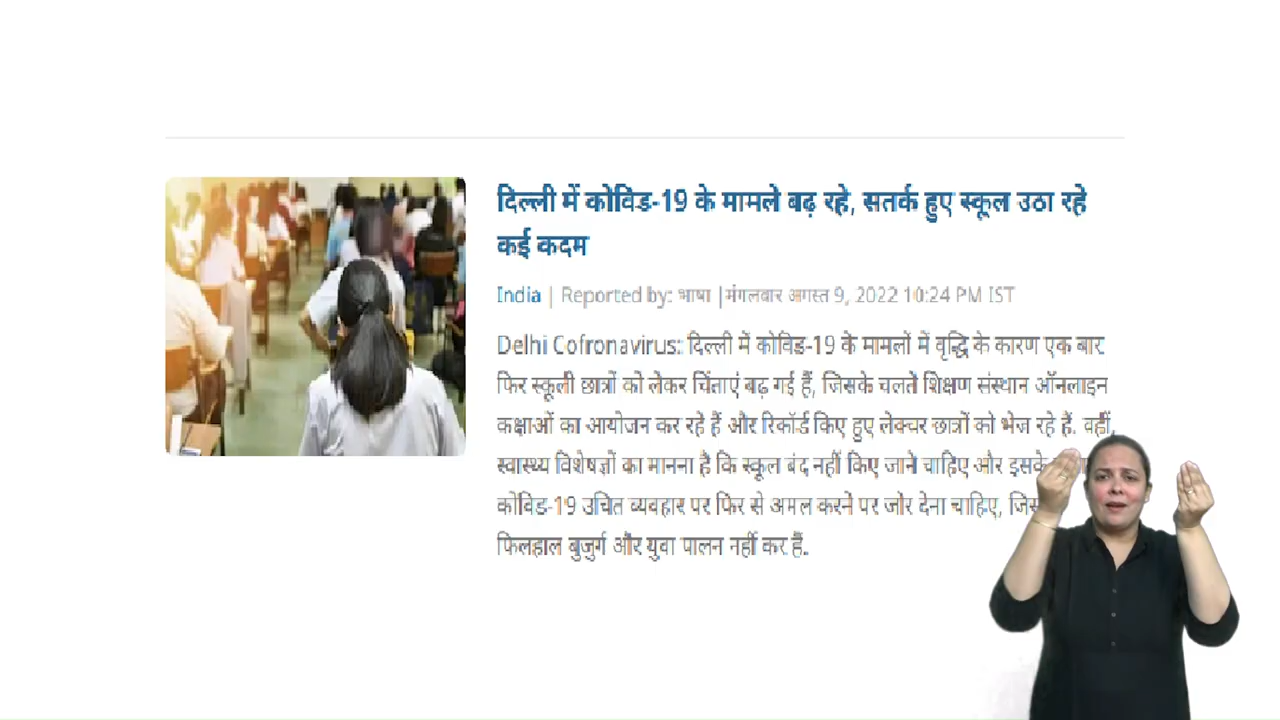 दिल्ली में कोविड-19 के मामले बढ़ रहे, सतर्क हुए स्कूल उठा रहे
कई कदम
India | Reported by: भाषा |मंगलवार अगस्त 9, 2022 10:24 PM IST
Delhi Cofronavirus: दिल्ली में कोविड-19 के मामलों में वृद्धि के कारण एक बार
फिर स्कूली छात्रों को लेकर चिंताएं बढ़ गई हैं, जिसके चलते शिक्षण संस्थान ऑनलाइन
कक्षाओं का आयोजन कर रहे हैं और रिकॉर्ड किए हुए लेक्चर छात्रों को भेज रहे हैं. वहीं,
स्वास्थ्य विशेषज्ञों का मानना है कि स्कूल बंद नहीं किए जाने चाहिए और इसके
कोविड-19 उचित व्यवहार पर फिर से अमल करने पर जोर देना चाहिए,
फिलहाल बुजुर्ग और युवा पालन नहीं कर हैं.